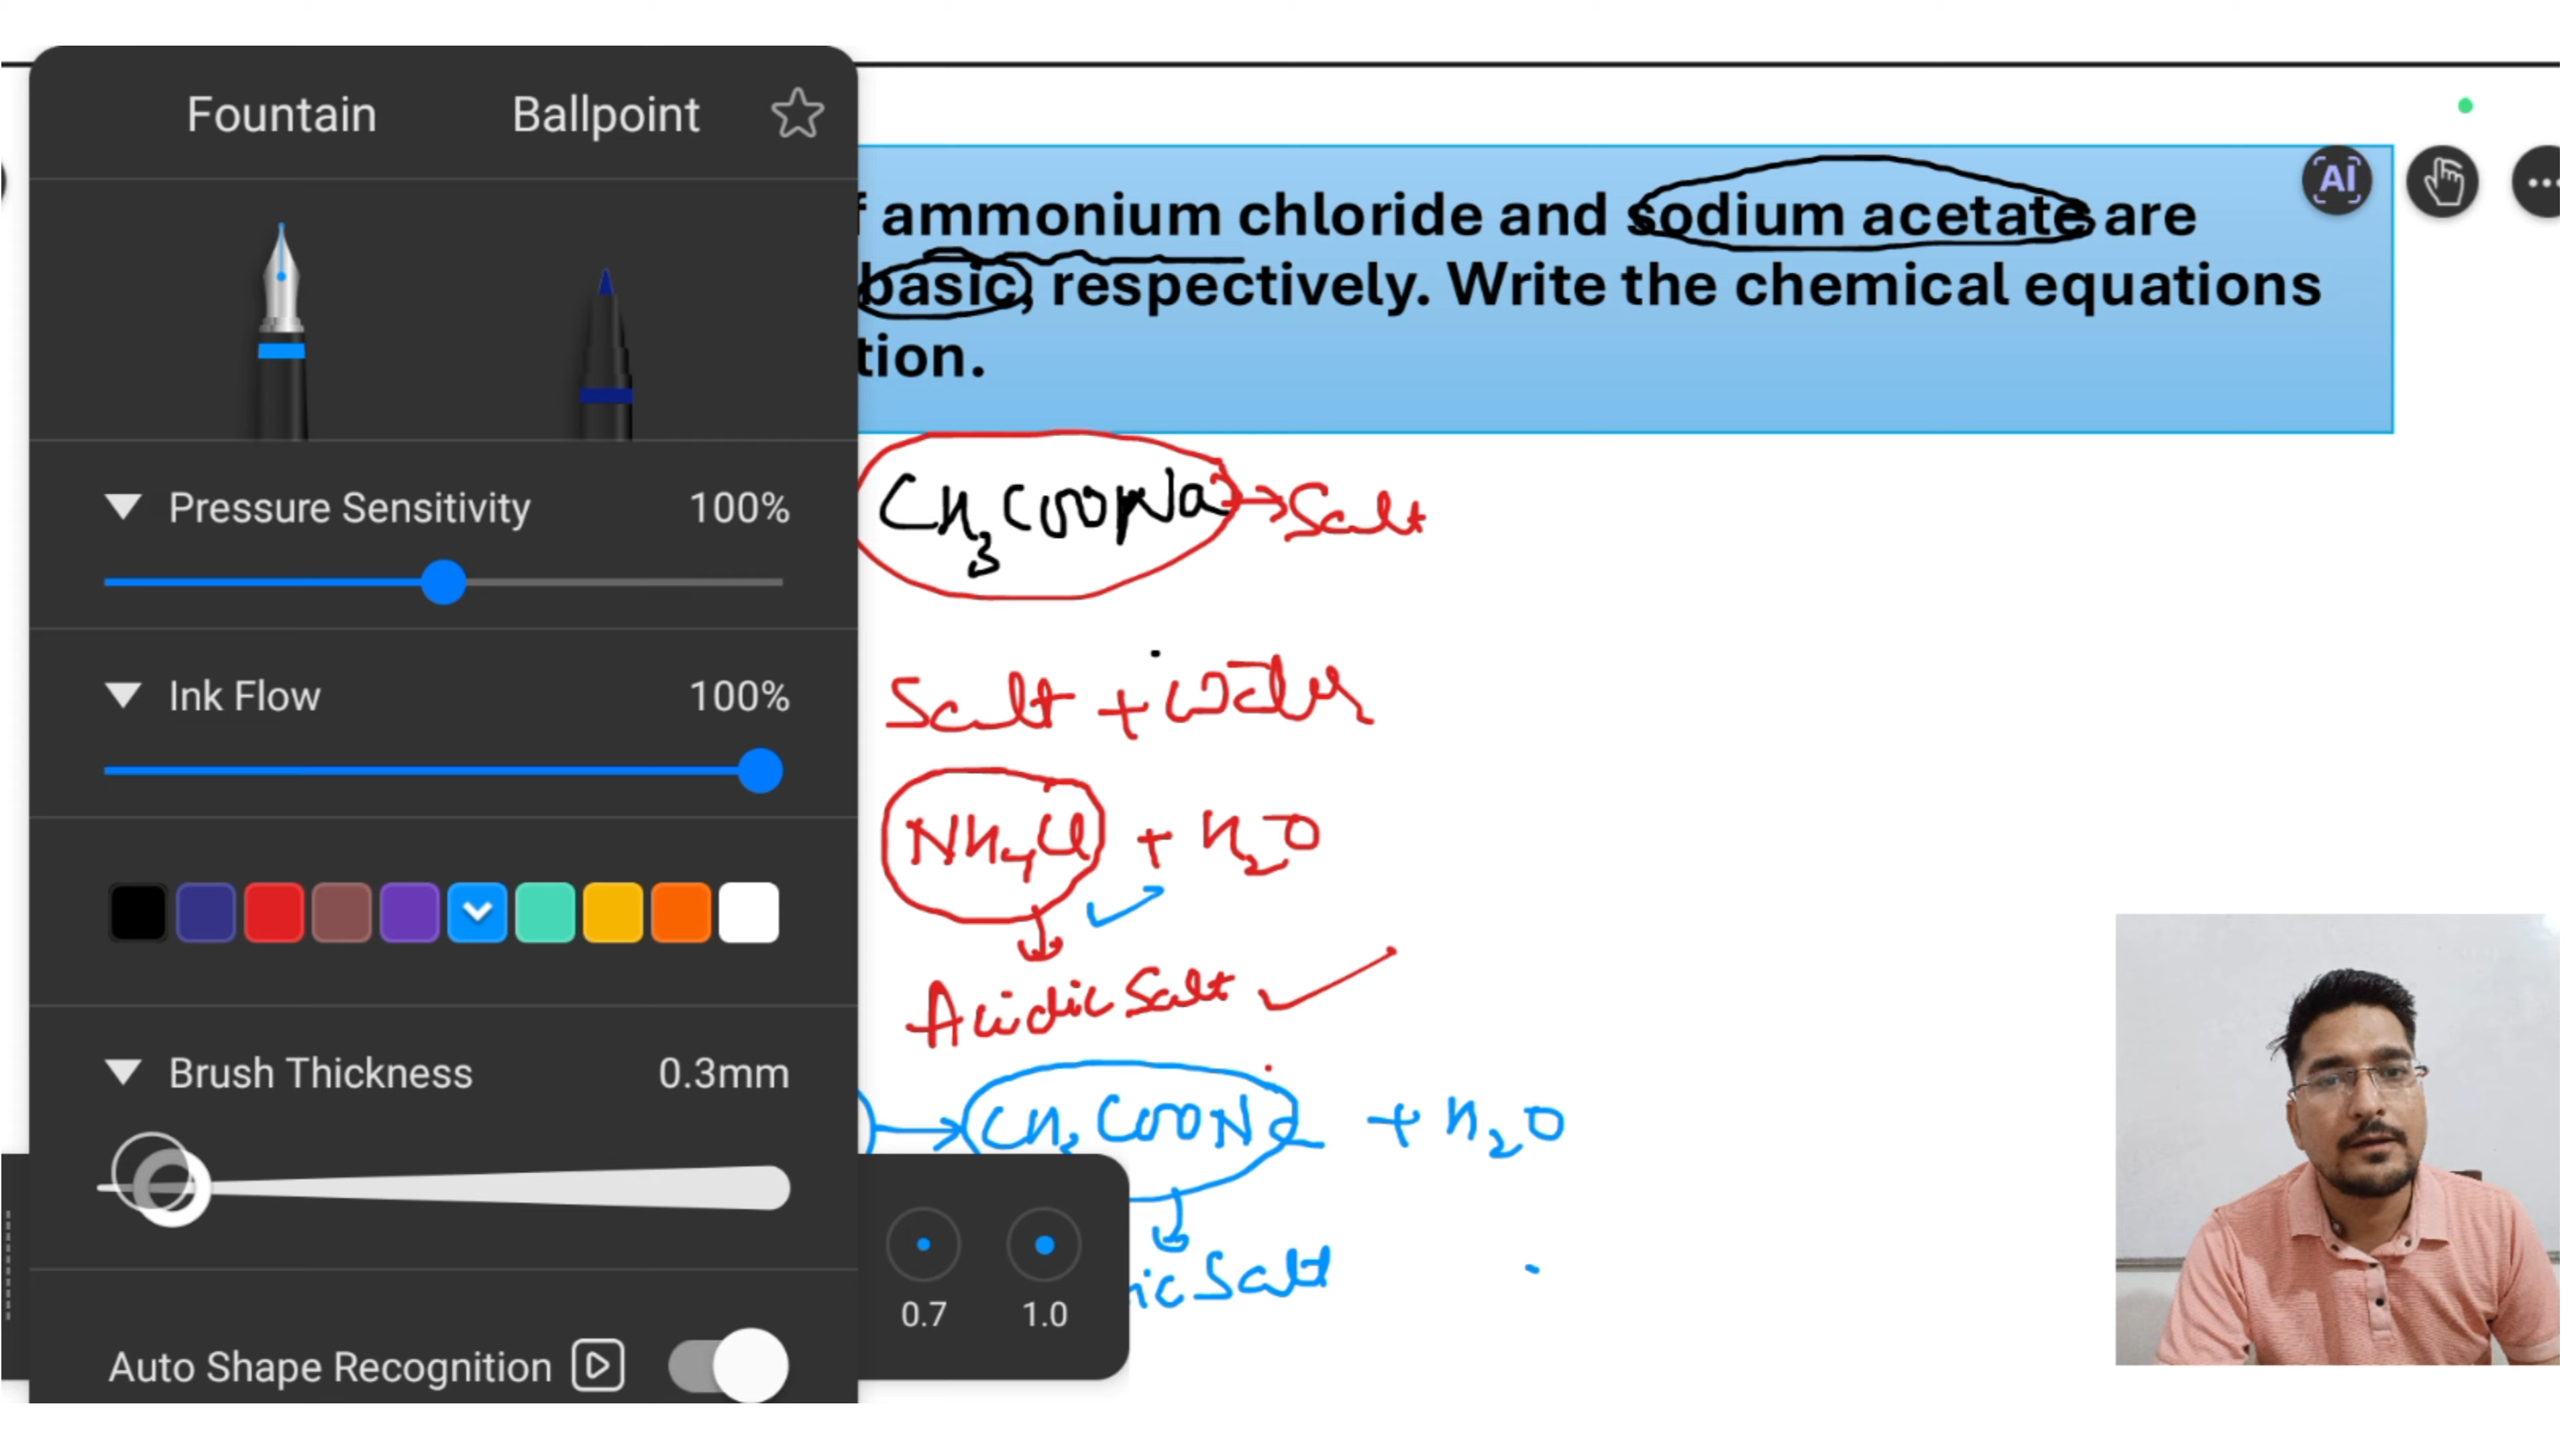 Fountain Ballpoint
AI
f ammonium chloride and sodium acetate are
basic, respectively. Write the chemical equations
tion.
Pressure Sensitivity 100%
CH3COONa → Salt
Ink Flow 100%
Salt + Water
NH4Cl + H2O
Acidic Salt
Brush Thickness 0.3mm
→ CH3COONa + H2O
ic Salt
0.7 1.0
Auto Shape Recognition